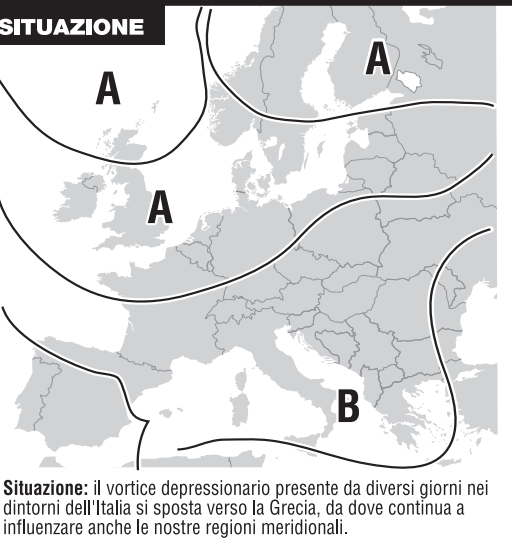 SITUAZIONE
A
A
A
B
Situazione: il vortice depressionario presente da diversi giorni nei
dintorni dell'Italia si sposta verso la Grecia, da dove continua a
influenzare anche le nostre regioni meridionali.